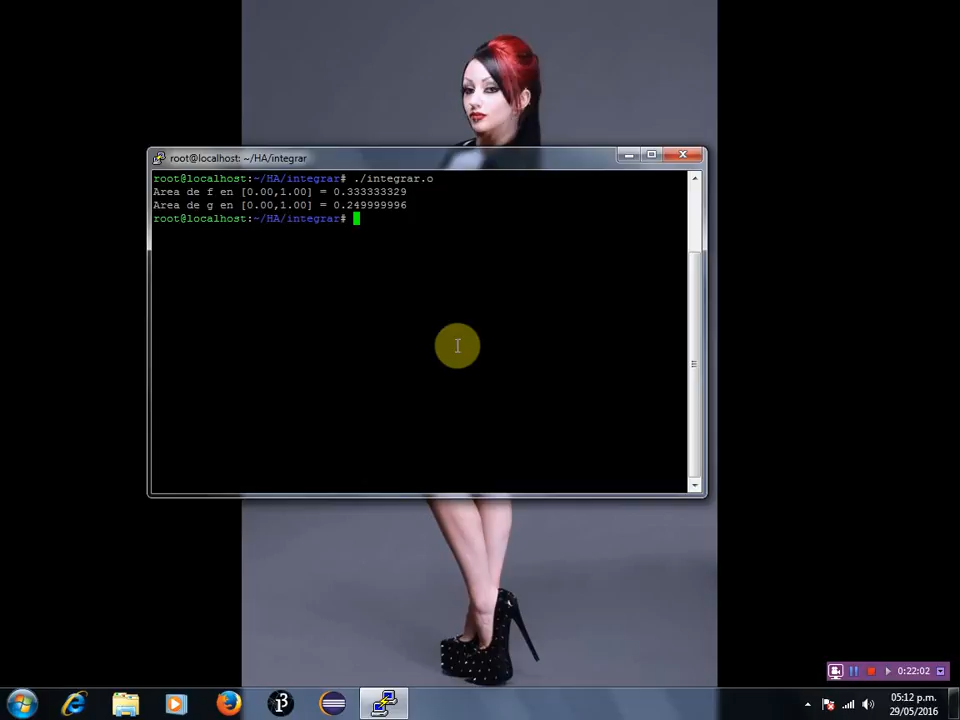 root@localhost: ~/HA/integrar
root@localhost:~/HA/integrar# ./integrar.o
Area de f en [0.00,1.00] = 0.333333329
Area de g en [0.00,1.00] = 0.249999996
root@localhost:~/HA/integrar#
0:22:02
05:12 p.m.
29/05/2016